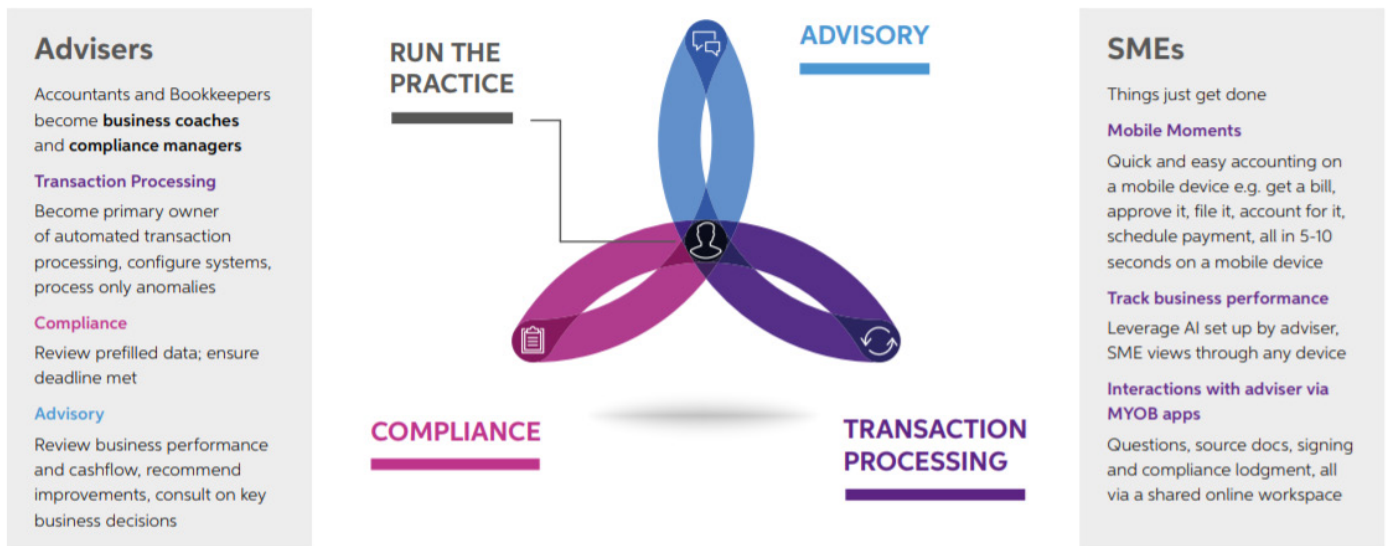 Advisers
Accountants and Bookkeepers
become business coaches
and compliance managers
Transaction Processing
Become primary owner
of automated transaction
processing, configure systems,
process only anomalies
Compliance
Review prefilled data; ensure
deadline met
Advisory
Review business performance
and cashflow, recommend
improvements, consult on key
business decisions
RUN THE
PRACTICE
ADVISORY
COMPLIANCE
TRANSACTION
PROCESSING
SMEs
Things just get done
Mobile Moments
Quick and easy accounting on
a mobile device e.g. get a bill,
approve it, file it, account for it,
schedule payment, all in 5-10
seconds on a mobile device
Track business performance
Leverage AI set up by adviser,
SME views through any device
Interactions with adviser via
MYOB apps
Questions, source docs, signing
and compliance lodgment, all
via a shared online workspace